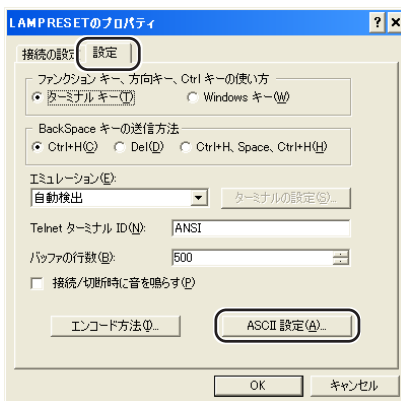 LAMPRESETのプロパティ
接続の設定 設定
ファンクション キー、方向キー、Ctrl キーの使い方
ターミナル キー(T) Windows キー(W)
BackSpace キーの送信方法
Ctrl+H(C) Del(D) Ctrl+H、Space、Ctrl+H(H)
エミュレーション(E):
自動検出 ターミナルの設定(S)...
Telnet ターミナル ID(N): ANSI
バッファの行数(B): 500
接続/切断時に音を鳴らす(P)
エンコード方法(I)... ASCII 設定(A)...
OK キャンセル